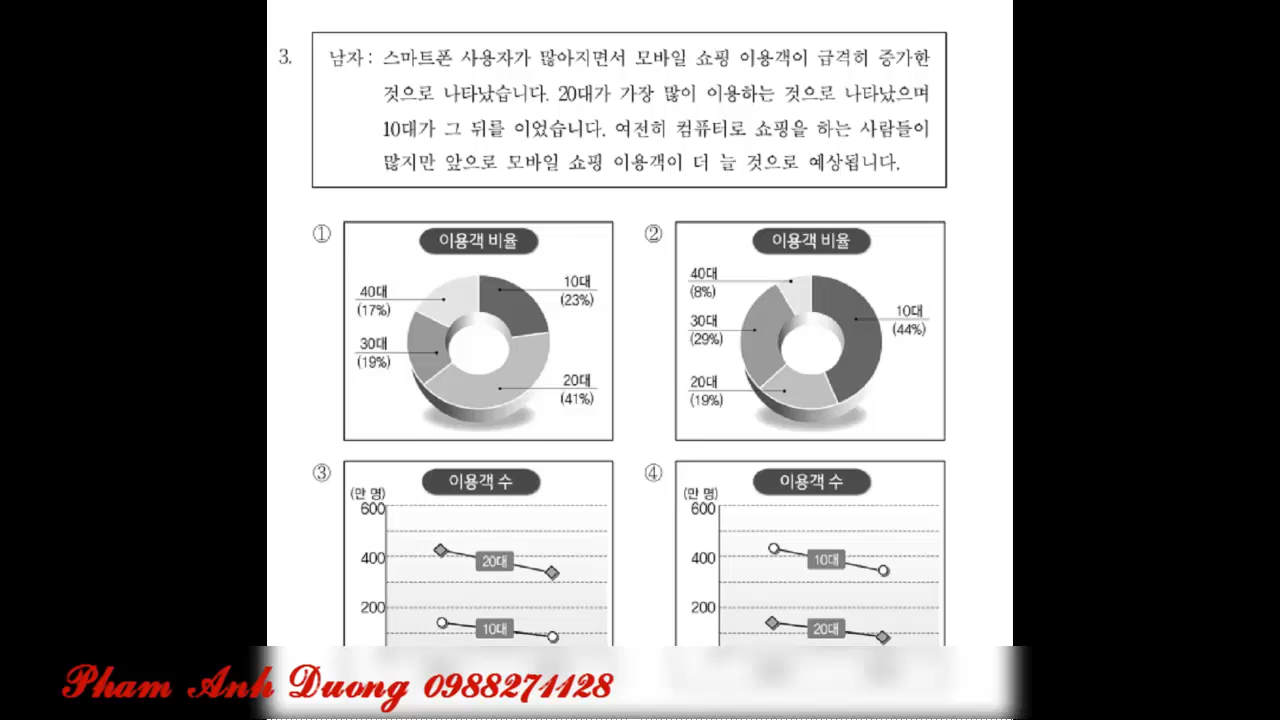 3.
남자 : 스마트폰 사용자가 많아지면서 모바일 쇼핑 이용객이 급격히 증가한
것으로 나타났습니다. 20대가 가장 많이 이용하는 것으로 나타났으며
10대가 그 뒤를 이었습니다. 여전히 컴퓨터로 쇼핑을 하는 사람들이
많지만 앞으로 모바일 쇼핑 이용객이 더 늘 것으로 예상됩니다.
①
이용객 비율
40대
(17%)
10대
(23%)
30대
(19%)
20대
(41%)
②
이용객 비율
40대
(8%)
30대
(29%)
10대
(44%)
20대
(19%)
③
이용객 수
(만 명)
600
400
200
20대
10대
④
이용객 수
(만 명)
600
400
200
10대
20대
Pham Anh Duong 0988271128